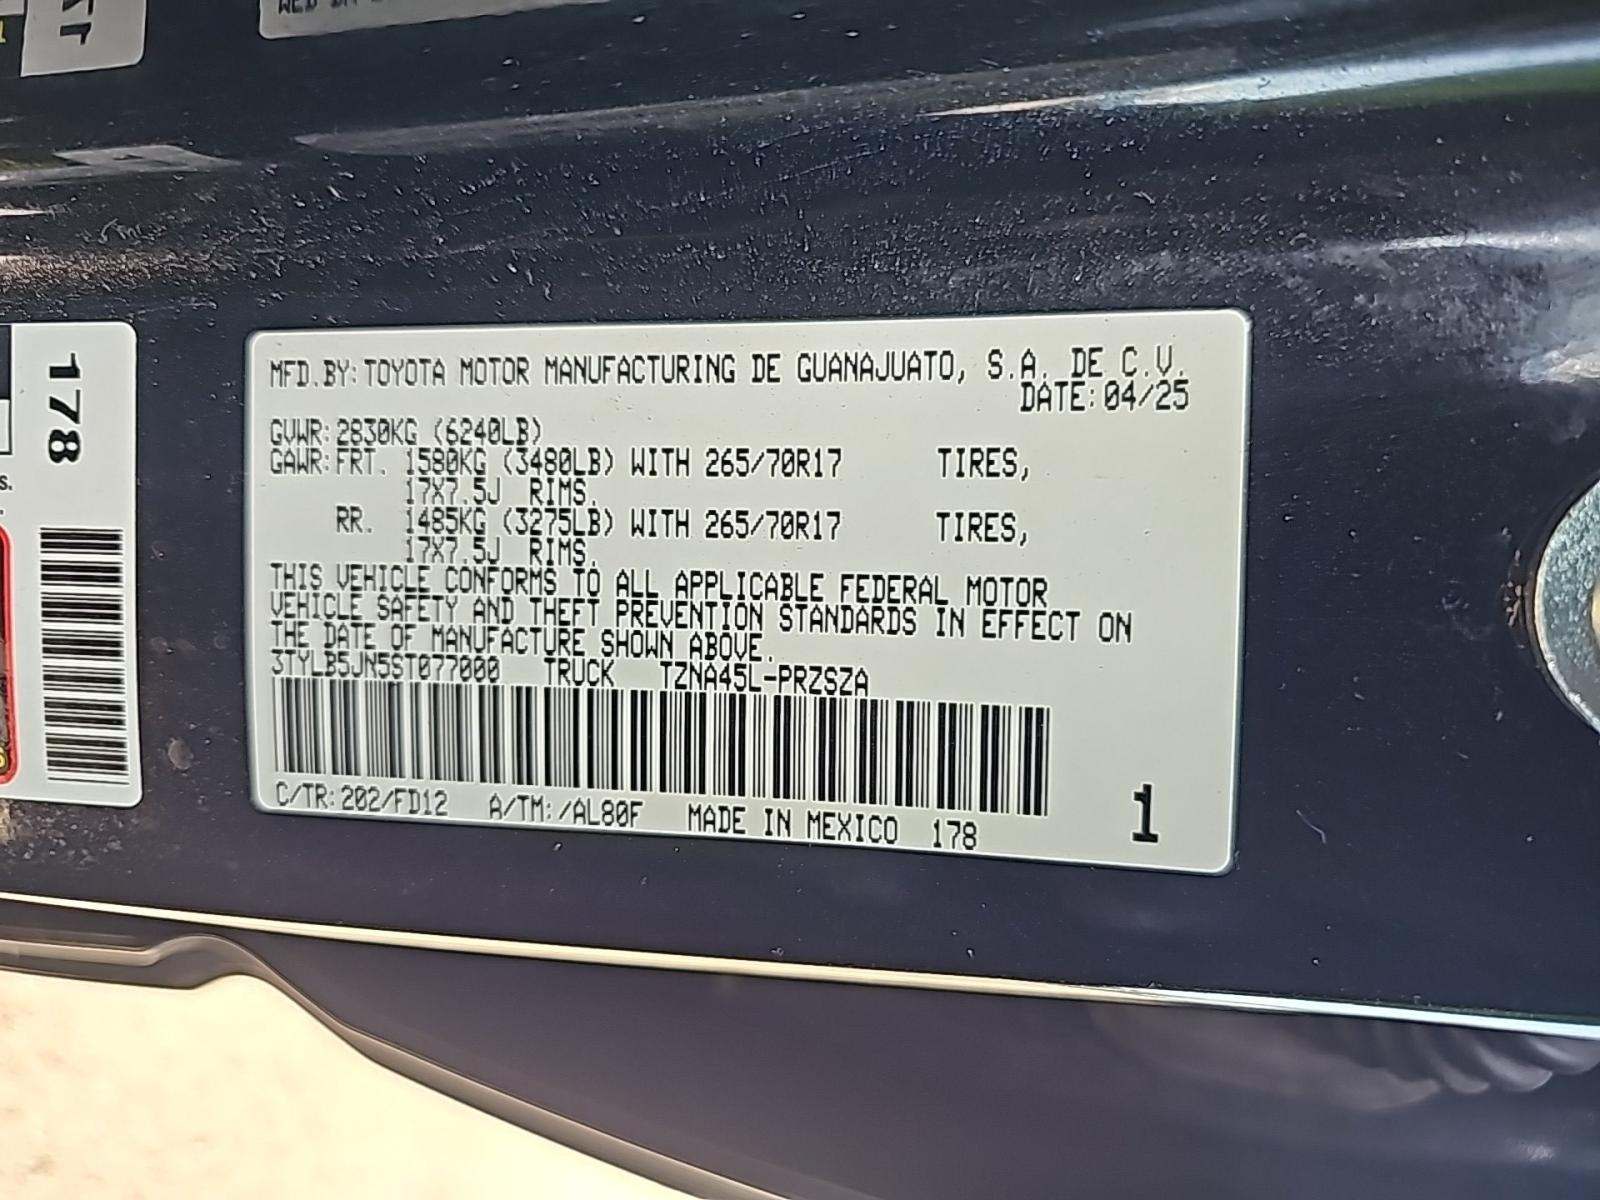 MFD.BY:TOYOTA MOTOR MANUFACTURING DE GUANAJUATO, S.A. DE C.V.
DATE:04/25
GVWR:2830KG (6240LB)
GAWR:FRT. 1580KG (3480LB) WITH 265/70R17 TIRES,
17X7.5J RIMS.
RR. 1485KG (3275LB) WITH 265/70R17 TIRES,
17X7.5J RIMS.
THIS VEHICLE CONFORMS TO ALL APPLICABLE FEDERAL MOTOR
VEHICLE SAFETY AND THEFT PREVENTION STANDARDS IN EFFECT ON
THE DATE OF MANUFACTURE SHOWN ABOVE.
3TYLB5JN5ST077000 TRUCK TZNA45L-PRZSZA
C/TR:202/FD12 A/TM:/AL80F MADE IN MEXICO 178
1
178